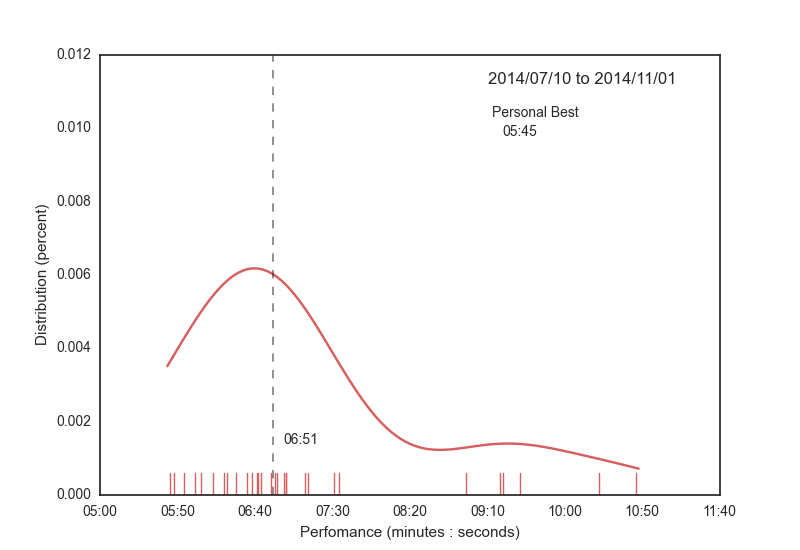 0.012
2014/07/10 to 2014/11/01
Personal Best
05:45
0.010
0.008
0.006
0.004
0.002
0.000
Distribution (percent)
06:51
05:00 05:50 06:40 07:30 08:20 09:10 10:00 10:50 11:40
Perfomance (minutes : seconds)